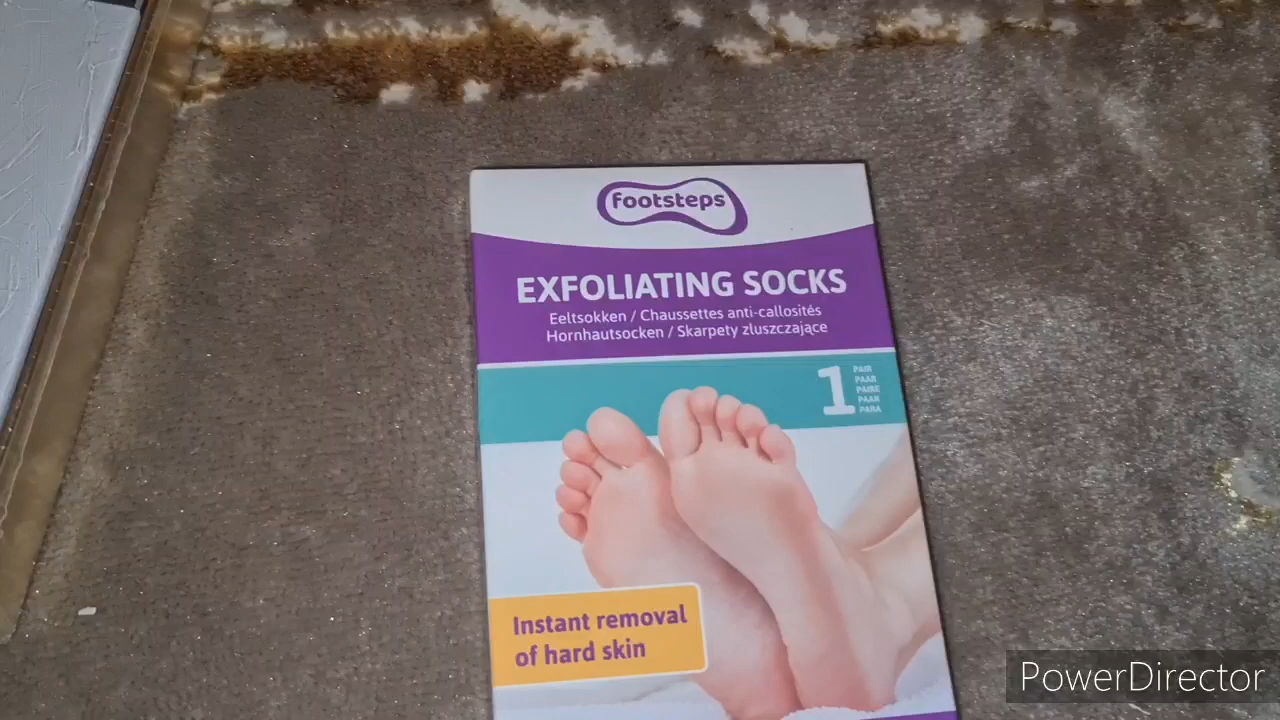 footsteps
EXFOLIATING SOCKS
Eeltsokken / Chaussettes anti-callosités
Hornhautsocken / Skarpety złuszczające
1
PAIR
PAAR
PAIRE
PAAR
PARA
Instant removal
of hard skin
PowerDirector